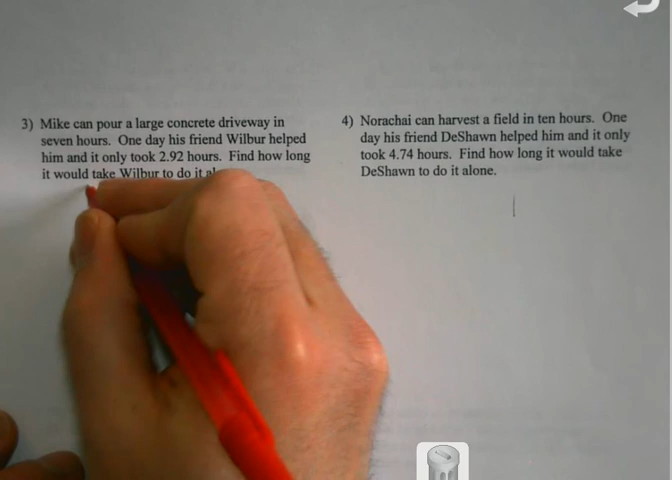 3) Mike can pour a large concrete driveway in
seven hours. One day his friend Wilbur helped
him and it only took 2.92 hours. Find how long
it would take Wilbur to do it
4) Norachai can harvest a field in ten hours. One
day his friend DeShawn helped him and it only
took 4.74 hours. Find how long it would take
DeShawn to do it alone.